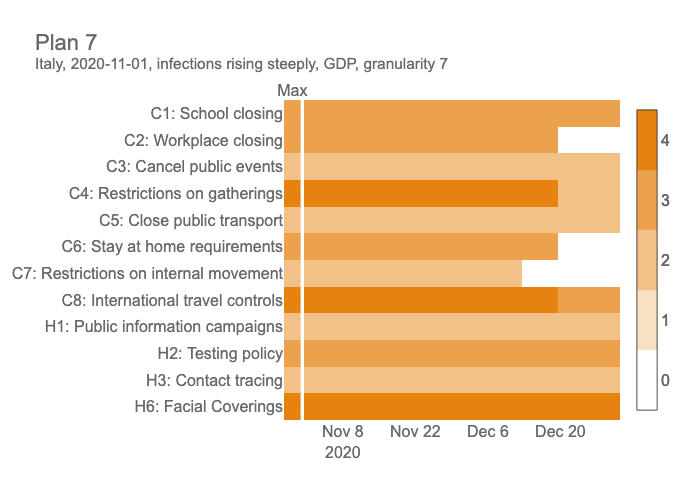 Plan 7
Italy, 2020-11-01, infections rising steeply, GDP, granularity 7
Max
C1: School closing
C2: Workplace closing
C3: Cancel public events
C4: Restrictions on gatherings
C5: Close public transport
C6: Stay at home requirements
C7: Restrictions on internal movement
C8: International travel controls
H1: Public information campaigns
H2: Testing policy
H3: Contact tracing
H6: Facial Coverings
Nov 8 Nov 22 Dec 6 Dec 20
2020
4
3
2
1
0